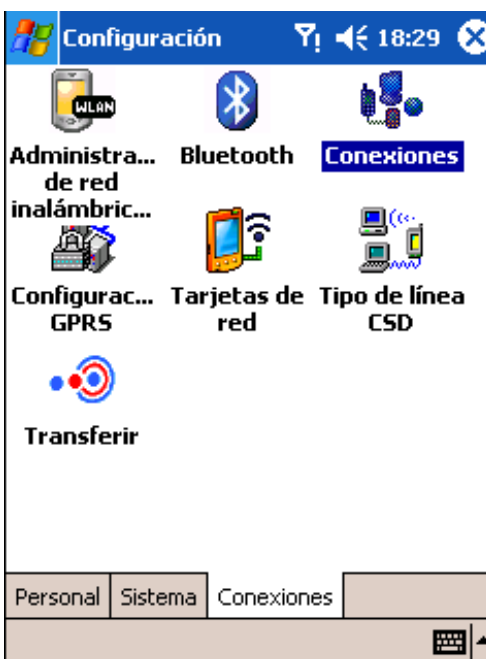 Configuración 18:29
WLAN
Administra... Bluetooth Conexiones
de red
inalámbric...
Configurac... Tarjetas de Tipo de línea
GPRS red CSD
Transferir
Personal Sistema Conexiones